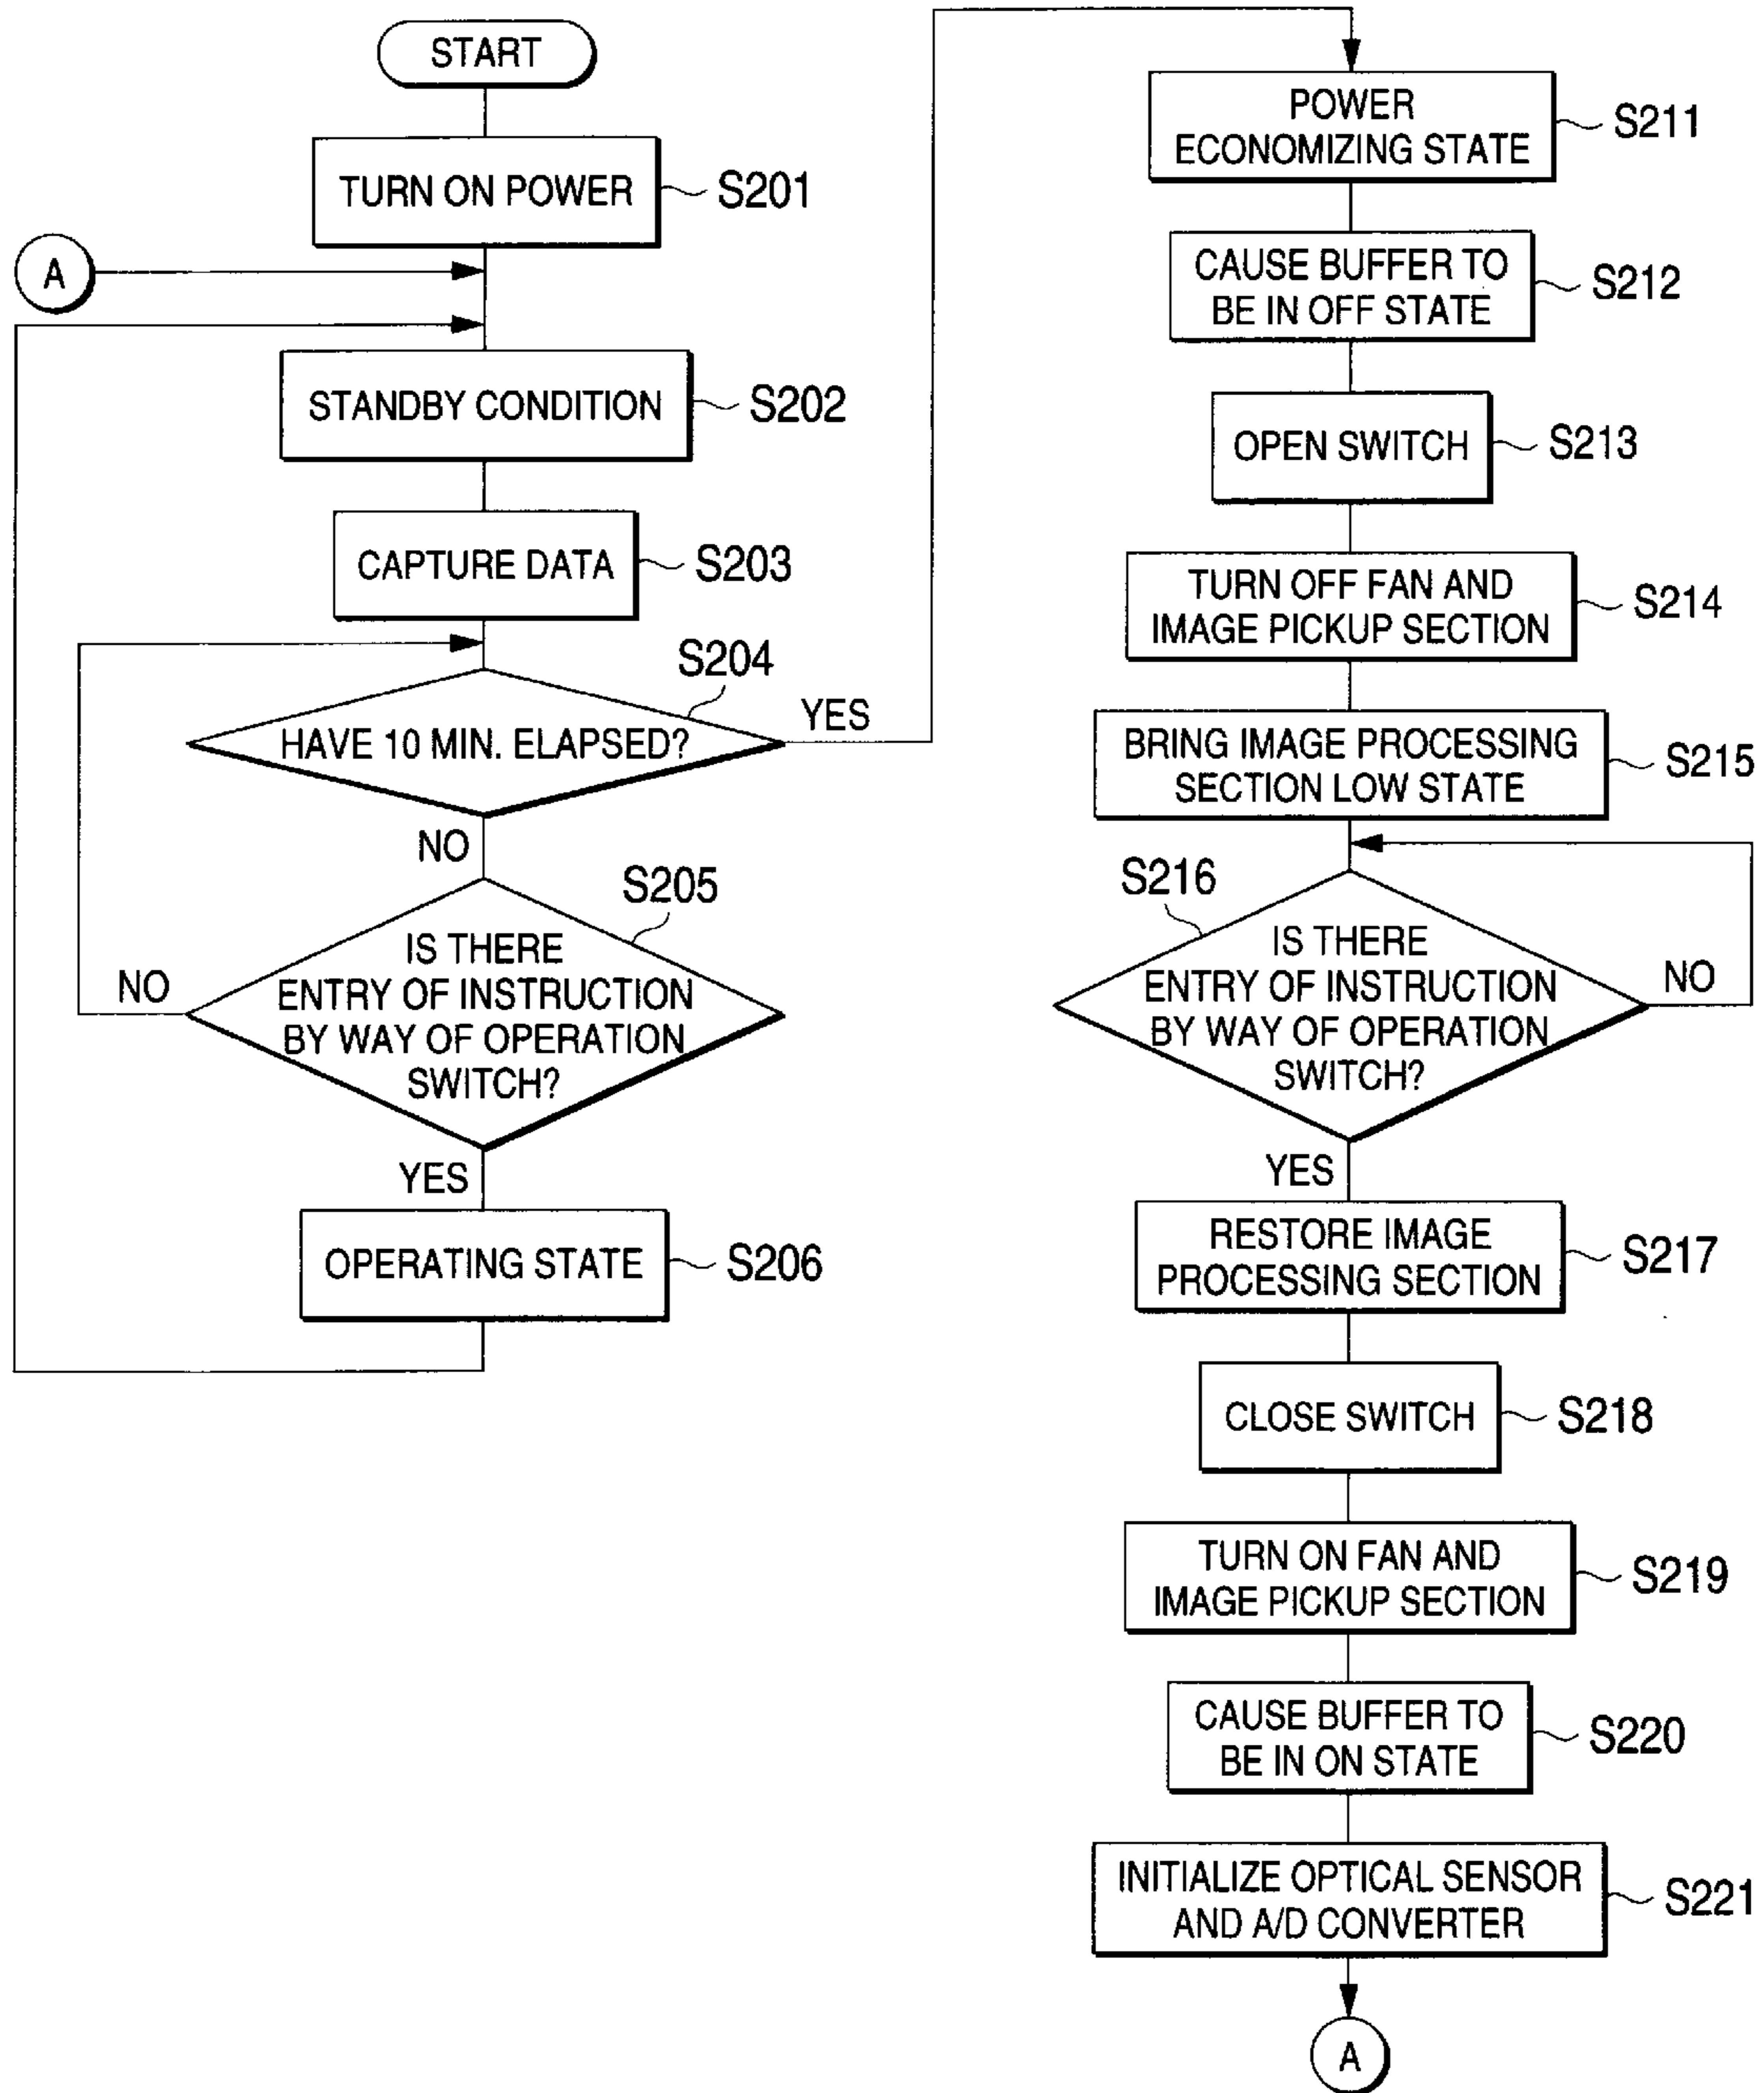 START
TURN ON POWER
S201
A
STANDBY CONDITION
S202
CAPTURE DATA
S203
S204
HAVE 10 MIN. ELAPSED?
YES
NO
S205
IS THERE
ENTRY OF INSTRUCTION
BY WAY OF OPERATION
SWITCH?
NO
YES
OPERATING STATE
S206
POWER
ECONOMIZING STATE
S211
CAUSE BUFFER TO
BE IN OFF STATE
S212
OPEN SWITCH
S213
TURN OFF FAN AND
IMAGE PICKUP SECTION
S214
BRING IMAGE PROCESSING
SECTION LOW STATE
S215
S216
IS THERE
ENTRY OF INSTRUCTION
BY WAY OF OPERATION
SWITCH?
NO
YES
RESTORE IMAGE
PROCESSING SECTION
S217
CLOSE SWITCH
S218
TURN ON FAN AND
IMAGE PICKUP SECTION
S219
CAUSE BUFFER TO
BE IN ON STATE
S220
INITIALIZE OPTICAL SENSOR
AND A/D CONVERTER
S221
A